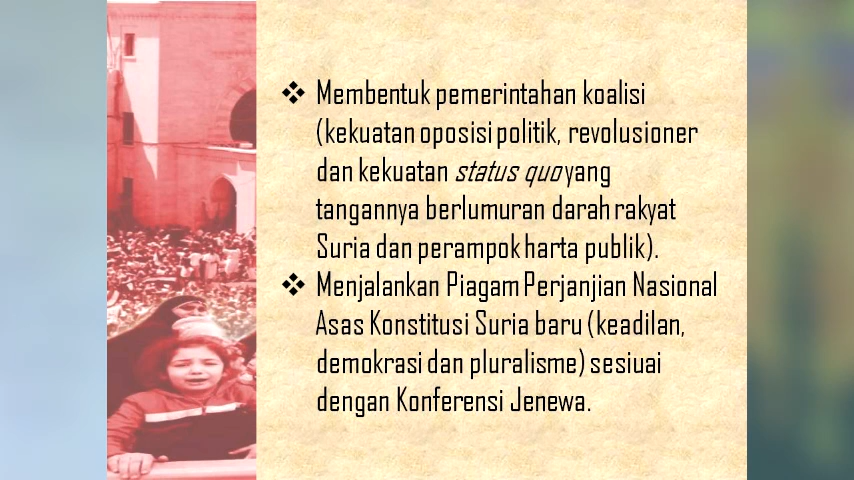 ❖ Membentuk pemerintahan koalisi
(kekuatan oposisi politik, revolusioner
dan kekuatan status quo yang
tangannya berlumuran darah rakyat
Suria dan perampok harta publik).
❖ Menjalankan Piagam Perjanjian Nasional
Asas Konstitusi Suria baru (keadilan,
demokrasi dan pluralisme) sesiuai
dengan Konferensi Jenewa.